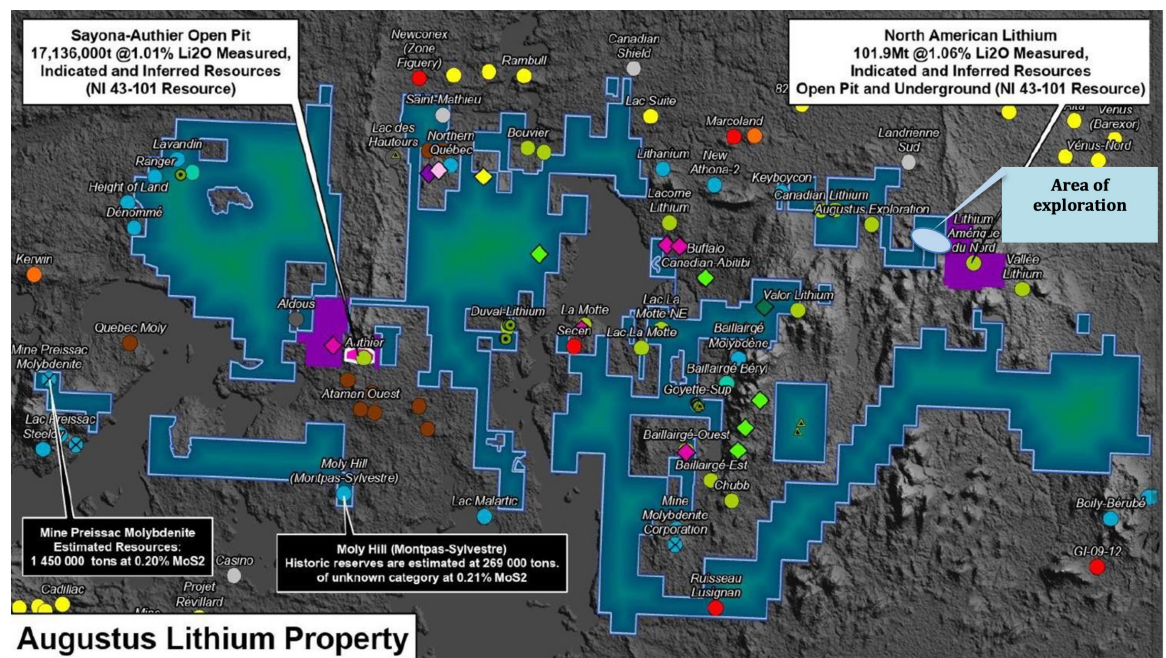 Sayona-Authier Open Pit
17,136,000t @1.01% Li2O Measured,
Indicated and Inferred Resources
(NI 43-101 Resource)
Newconex
(Zone
Figuery)
Rambull
Canadian
Shield
North American Lithium
101.9Mt @1.06% Li2O Measured,
Indicated and Inferred Resources
Open Pit and Underground (NI 43-101 Resource)
Saint-Mathieu
Lac Suite
82
Venus
(Barexor)
Marcoland
Lavandin
Lac des
Hautours
Northern
Québec
Bouvier
Landrienne
Sud
Vénus-Nord
Ranger
Lithanium
New
Athona-2
Keyboycon
Area of
exploration
Height of Land
Lacorne
Lithium
Canadian Lithium
Dénommé
Augustus Exploration
Lithium
Amérique
du Nord
Kerwin
Buffalo
Canadian-Abitibi
Vallée
Lithium
Aldous
Duval-Lithium
La Motte
Lac La
Motte NE
Valor Lithium
Quebec Moly
Authier
Secen
Lac La Motte
Baillairgé
Molybdène
Mine Preissac
Molybdenite
Baillairgé Béryl
Ataman Ouest
Goyette-Sup
Lac Preissac
Steeloy
Baillairgé-Ouest
Moly Hill
(Montpas-Sylvestre)
Baillairgé-Est
Chubb
Lac Malartic
Mine
Molybdenite
Corporation
Boily-Bérubé
Mine Preissac Molybdenite
Estimated Resources:
1 450 000 tons at 0.20% MoS2
Moly Hill (Montpas-Sylvestre)
Historic reserves are estimated at 269 000 tons.
of unknown category at 0.21% MoS2
Casino
GI-09-12
Cadillac
Projet
Révillard
Ruisseau
Lusignan
Mine
Augustus Lithium Property